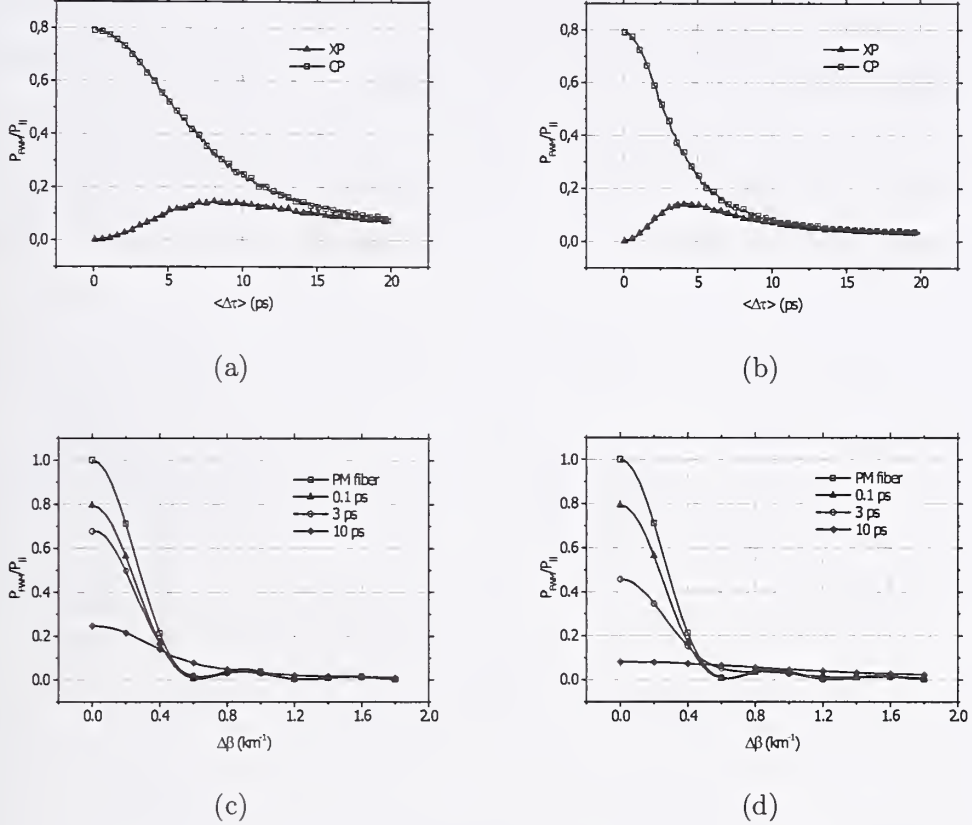 0,8
0,6
0,4
0,2
0,0
P_FWM/P_II
XP
CP
0
5
10
15
20
<Δτ> (ps)
(a)
0,8
0,6
0,4
0,2
0,0
P_FWM/P_II
XP
CP
0
5
10
15
20
<Δτ> (ps)
(b)
1.0
0.8
0.6
0.4
0.2
0.0
P_FWM/P_II
PM fiber
0.1 ps
3 ps
10 ps
0.0
0.4
0.8
1.2
1.6
2.0
Δβ (km⁻¹)
(c)
1.0
0.8
0.6
0.4
0.2
0.0
P_FWM/P_II
PM fiber
0.1 ps
3 ps
10 ps
0.0
0.4
0.8
1.2
1.6
2.0
Δβ (km⁻¹)
(d)